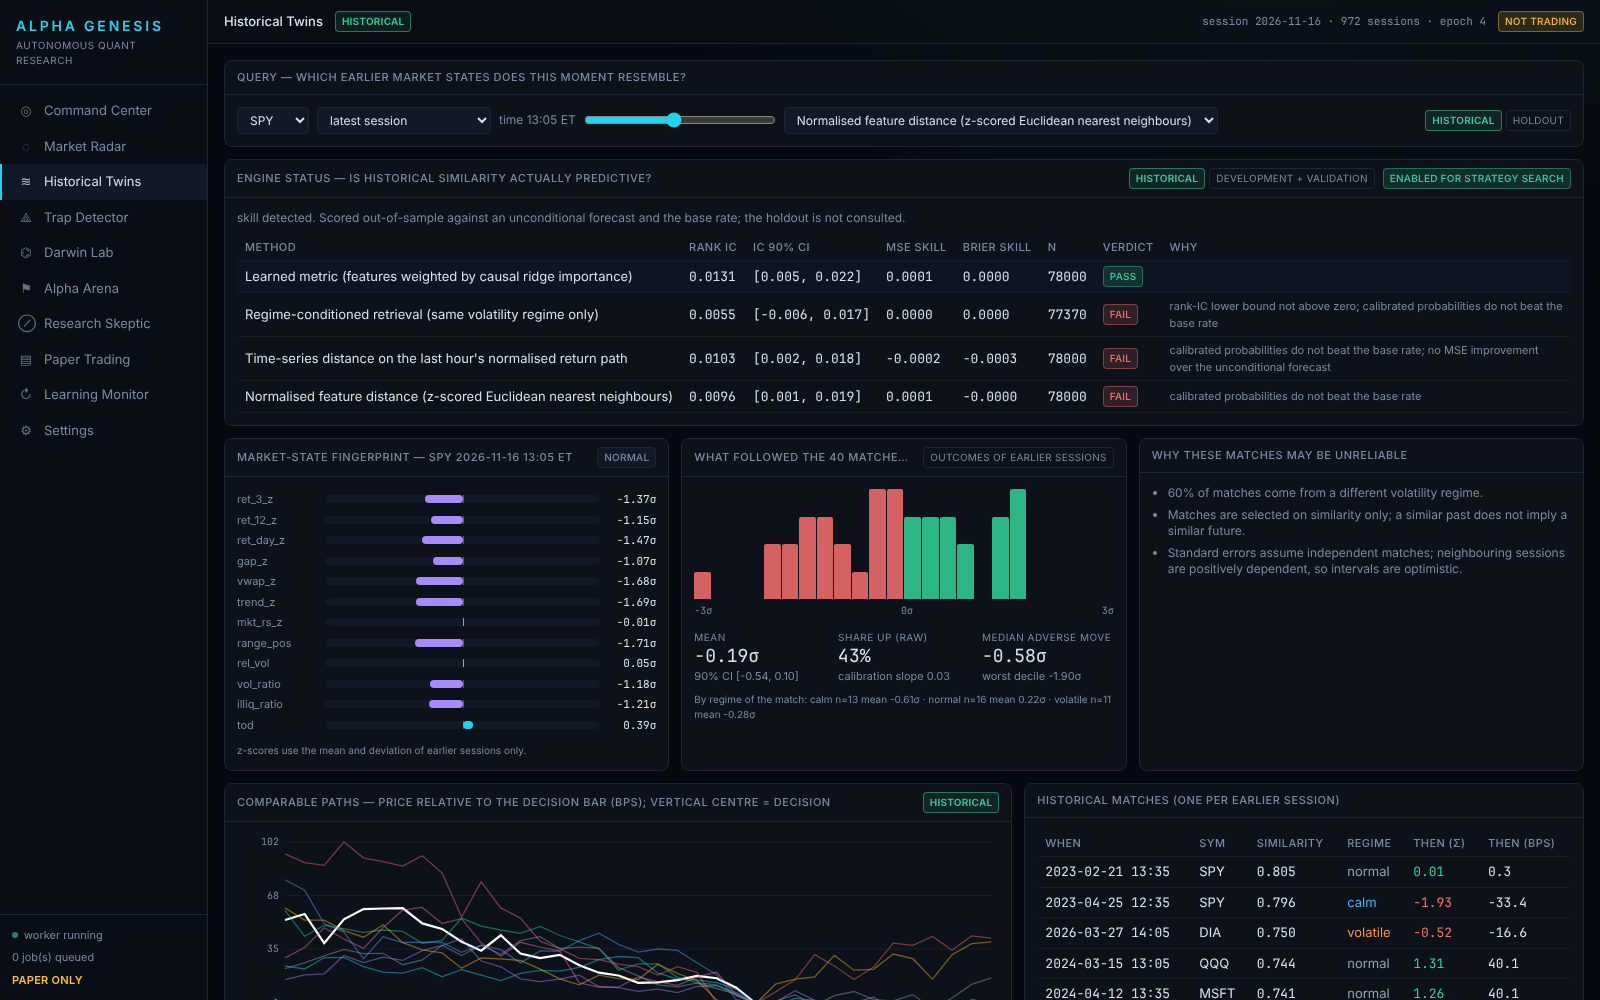 ALPHA GENESIS
AUTONOMOUS QUANT
RESEARCH
Command Center
Market Radar
Historical Twins
Trap Detector
Darwin Lab
Alpha Arena
Research Skeptic
Paper Trading
Learning Monitor
Settings
worker running
0 job(s) queued
PAPER ONLY
Historical Twins HISTORICAL session 2026-11-16 · 972 sessions · epoch 4 NOT TRADING
QUERY — WHICH EARLIER MARKET STATES DOES THIS MOMENT RESEMBLE?
SPY latest session time 13:05 ET Normalised feature distance (z-scored Euclidean nearest neighbours) HISTORICAL HOLDOUT
ENGINE STATUS — IS HISTORICAL SIMILARITY ACTUALLY PREDICTIVE? HISTORICAL DEVELOPMENT + VALIDATION ENABLED FOR STRATEGY SEARCH
skill detected. Scored out-of-sample against an unconditional forecast and the base rate; the holdout is not consulted.
METHOD RANK IC IC 90% CI MSE SKILL BRIER SKILL N VERDICT WHY
Learned metric (features weighted by causal ridge importance) 0.0131 [0.005, 0.022] 0.0001 0.0000 78000 PASS
Regime-conditioned retrieval (same volatility regime only) 0.0055 [-0.006, 0.017] 0.0000 0.0000 77370 FAIL rank-IC lower bound not above zero; calibrated probabilities do not beat the
base rate
Time-series distance on the last hour's normalised return path 0.0103 [0.002, 0.018] -0.0002 -0.0003 78000 FAIL calibrated probabilities do not beat the base rate; no MSE improvement
over the unconditional forecast
Normalised feature distance (z-scored Euclidean nearest neighbours) 0.0096 [0.001, 0.019] 0.0001 -0.0000 78000 FAIL calibrated probabilities do not beat the base rate
MARKET-STATE FINGERPRINT — SPY 2026-11-16 13:05 ET NORMAL
ret_3_z -1.37σ
ret_12_z -1.15σ
ret_day_z -1.47σ
gap_z -1.07σ
vwap_z -1.68σ
trend_z -1.69σ
mkt_rs_z -0.01σ
range_pos -1.71σ
rel_vol 0.05σ
vol_ratio -1.18σ
illiq_ratio -1.21σ
tod 0.39σ
z-scores use the mean and deviation of earlier sessions only.
WHAT FOLLOWED THE 40 MATCHE... OUTCOMES OF EARLIER SESSIONS
-3σ 0σ 3σ
MEAN SHARE UP (RAW) MEDIAN ADVERSE MOVE
-0.19σ 43% -0.58σ
90% CI [-0.54, 0.10] calibration slope 0.03 worst decile -1.90σ
By regime of the match: calm n=13 mean -0.61σ · normal n=16 mean 0.22σ · volatile n=11
mean -0.28σ
WHY THESE MATCHES MAY BE UNRELIABLE
• 60% of matches come from a different volatility regime.
• Matches are selected on similarity only; a similar past does not imply a
similar future.
• Standard errors assume independent matches; neighbouring sessions
are positively dependent, so intervals are optimistic.
COMPARABLE PATHS — PRICE RELATIVE TO THE DECISION BAR (BPS); VERTICAL CENTRE = DECISION HISTORICAL
102
68
35
HISTORICAL MATCHES (ONE PER EARLIER SESSION)
WHEN SYM SIMILARITY REGIME THEN (Σ) THEN (BPS)
2023-02-21 13:35 SPY 0.805 normal 0.01 0.3
2023-04-25 12:35 SPY 0.796 calm -1.93 -33.4
2026-03-27 14:05 DIA 0.750 volatile -0.52 -16.6
2024-03-15 13:05 QQQ 0.744 normal 1.31 40.1
2024-04-12 13:35 MSFT 0.741 normal 1.26 40.1